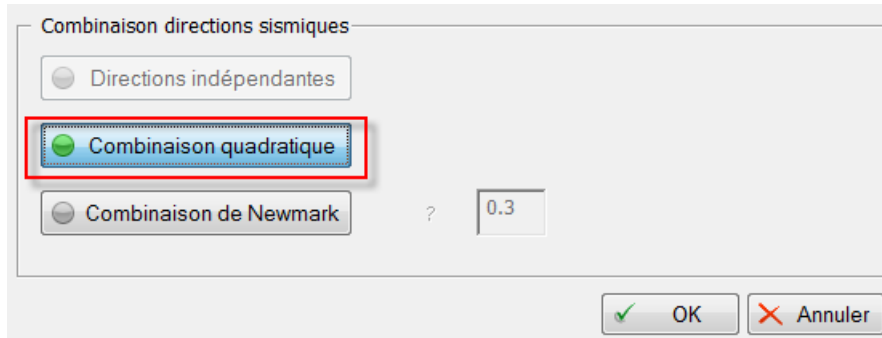 Combinaison directions sismiques
Directions indépendantes
Combinaison quadratique
Combinaison de Newmark ? 0.3
OK Annuler